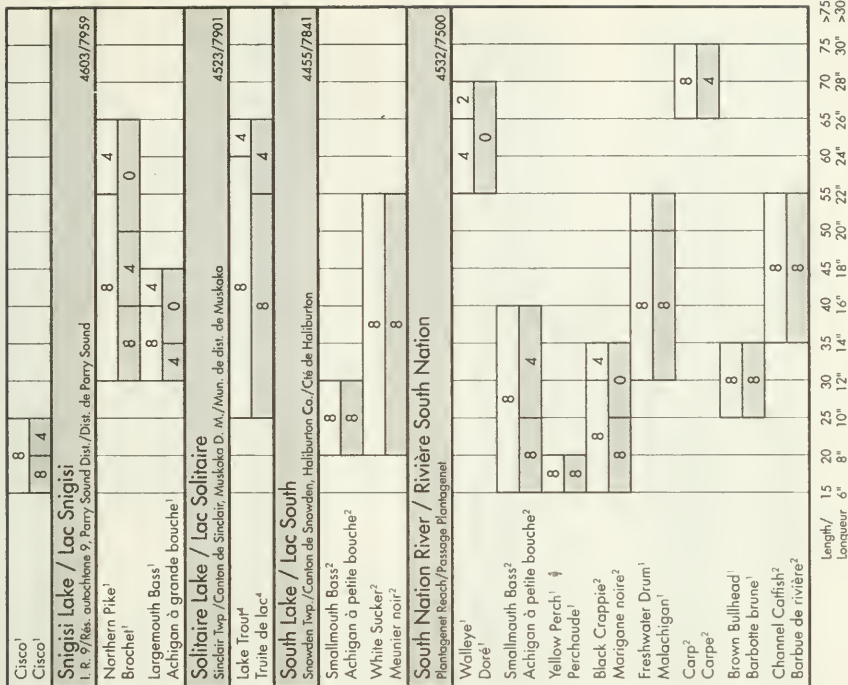 Cisco¹ 8
Cisco¹ 8 4
Snigisi Lake / Lac Snigisi 4603/7959
I. R. 9/Rés. autochtone 9, Parry Sound Dist./Dist. de Parry Sound
Northern Pike¹ 8 4
Brochet¹ 8 4 0
Largemouth Bass¹ 8 4
Achigan à grande bouche¹ 4 0
Solitaire Lake / Lac Solitaire 4523/7901
Sinclair Twp /Canton de Sinclair, Muskoka D. M./Mun. de dist. de Muskoka
Lake Trout⁴ 8 4
Truite de lac⁴ 8 4
South Lake / Lac South 4455/7841
Snowden Twp./Canton de Snowden, Haliburton Co./Cté de Haliburton
Smallmouth Bass² 8
Achigan à petite bouche² 8
White Sucker² 8
Meunier noir² 8
South Nation River / Rivière South Nation 4532/7500
Plantagenet Reach/Passage Plantagenet
Walleye¹ 4 2
Doré¹ 0
Smallmouth Bass² 8
Achigan à petite bouche² 8 4
Yellow Perch¹ 8
Perchaude¹ 8
Black Crappie² 8 4
Marigane noire² 8 0
Freshwater Drum¹ 8
Malachigan¹ 8
Carp² 8
Carpe² 4
Brown Bullhead¹ 8
Barbotte brune¹ 8
Channel Catfish² 8
Barbue de rivière² 8
Length/ 15 20 25 30 35 40 45 50 55 60 65 70 75 >75
Longueur 6" 8" 10" 12" 14" 16" 18" 20" 22" 24" 26" 28" 30" >30